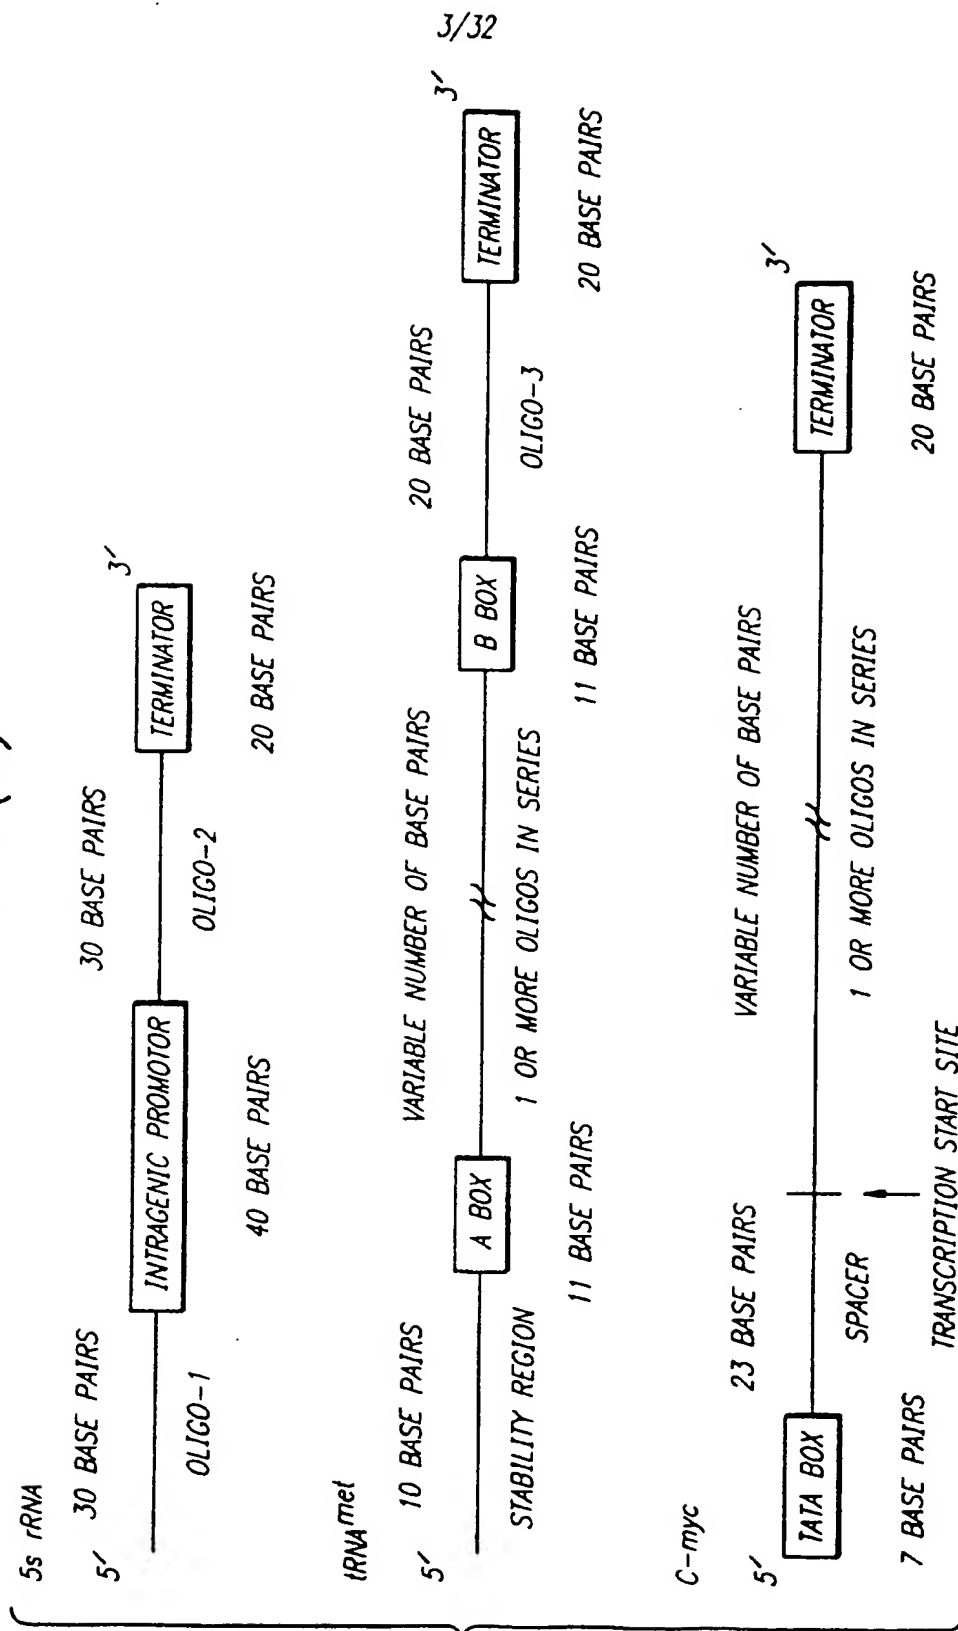 3/32
5s rRNA
5′ 30 BASE PAIRS 30 BASE PAIRS 3′
INTRAGENIC PROMOTOR TERMINATOR
OLIGO-1 OLIGO-2
40 BASE PAIRS 20 BASE PAIRS
tRNAmet
5′ 10 BASE PAIRS VARIABLE NUMBER OF BASE PAIRS 20 BASE PAIRS 3′
A BOX B BOX TERMINATOR
STABILITY REGION 1 OR MORE OLIGOS IN SERIES OLIGO-3
11 BASE PAIRS 11 BASE PAIRS 20 BASE PAIRS
C-myc
5′ 23 BASE PAIRS VARIABLE NUMBER OF BASE PAIRS 3′
TATA BOX TERMINATOR
SPACER 1 OR MORE OLIGOS IN SERIES
7 BASE PAIRS 20 BASE PAIRS
TRANSCRIPTION START SITE